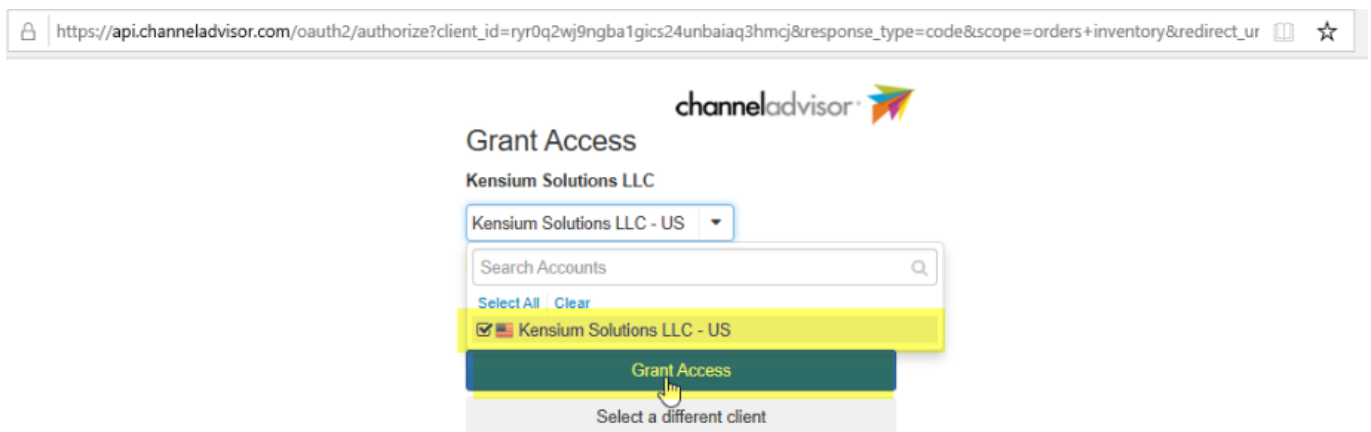 https://api.channeladvisor.com/oauth2/authorize?client_id=ryr0q2wj9ngba1gics24unbaiaq3hmcj&response_type=code&scope=orders+inventory&redirect_ur
channeladvisor
Grant Access
Kensium Solutions LLC
Kensium Solutions LLC - US
Search Accounts
Select All Clear
Kensium Solutions LLC - US
Grant Access
Select a different client